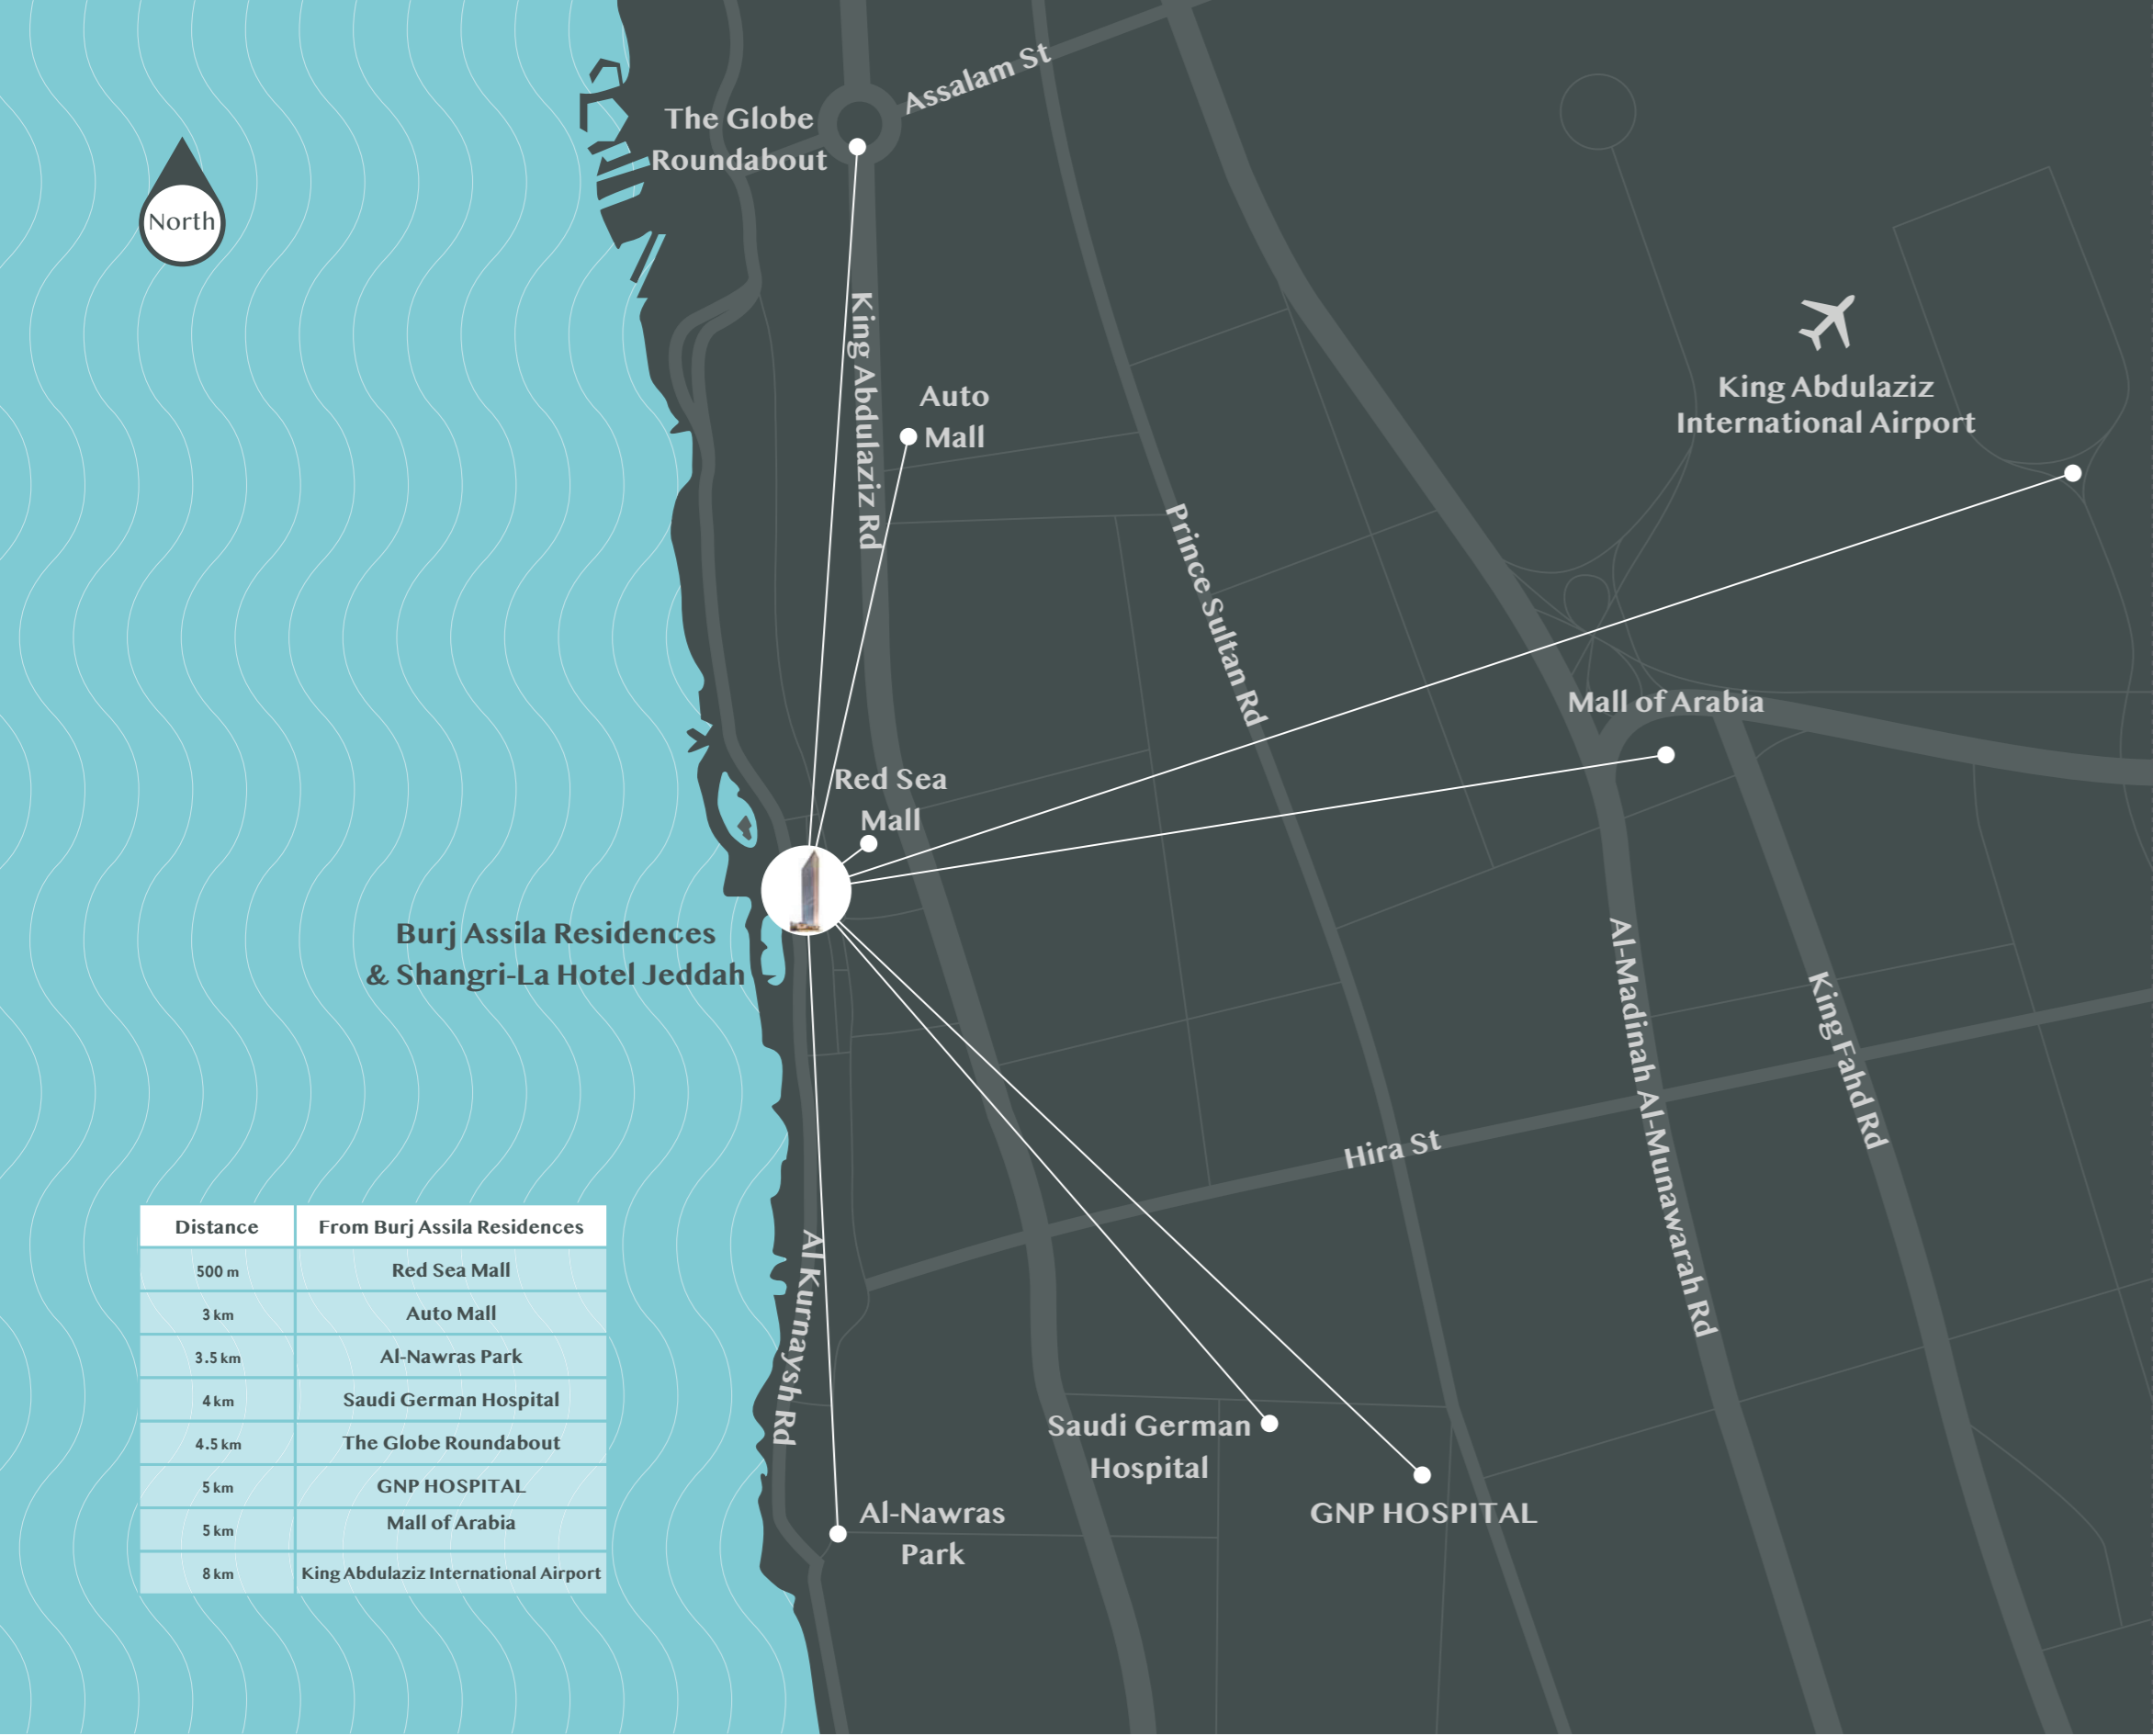 Assalam St
The Globe
Roundabout
North
King Abdulaziz Rd
Auto
Mall
King Abdulaziz
International Airport
Prince Sultan Rd
Mall of Arabia
Red Sea
Mall
Burj Assila Residences
& Shangri-La Hotel Jeddah
Al-Madinah Al-Munawarah Rd
King Fahd Rd
Hira St
Al Kurnaysh Rd
Distance From Burj Assila Residences
500 m Red Sea Mall
3 km Auto Mall
3.5 km Al-Nawras Park
4 km Saudi German Hospital
4.5 km The Globe Roundabout
5 km GNP HOSPITAL
5 km Mall of Arabia
8 km King Abdulaziz International Airport
Saudi German
Hospital
GNP HOSPITAL
Al-Nawras
Park